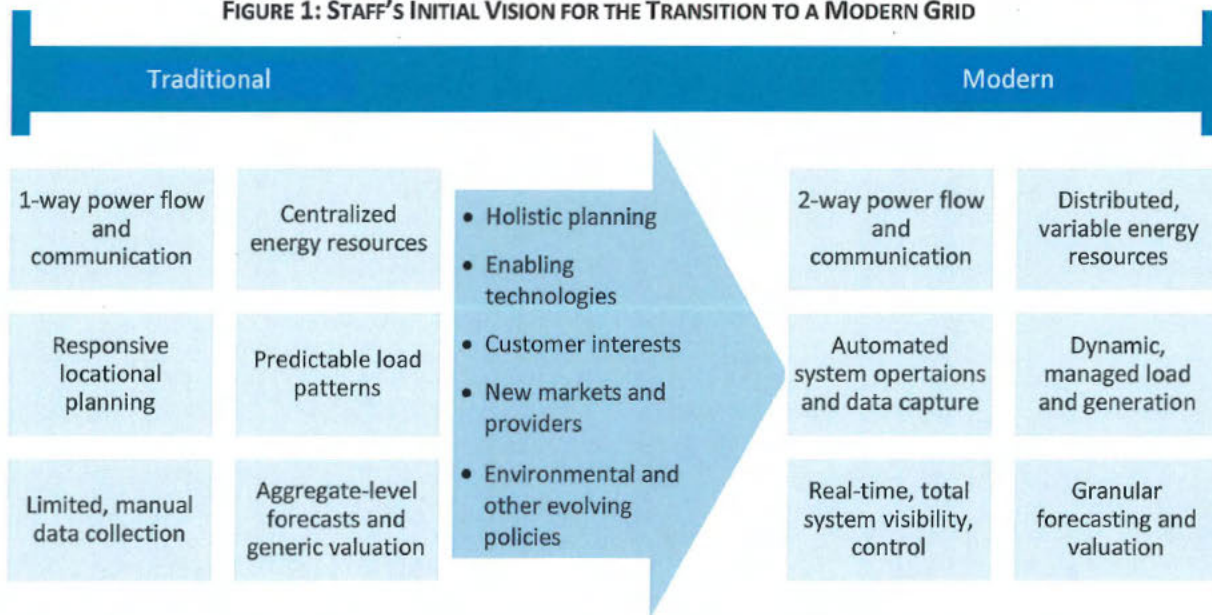 FIGURE 1: STAFF'S INITIAL VISION FOR THE TRANSITION TO A MODERN GRID
Traditional
Modern
1-way power flow
and
communication
Centralized
energy resources
Responsive
locational
planning
Predictable load
patterns
Limited, manual
data collection
Aggregate-level
forecasts and
generic valuation
• Holistic planning
• Enabling
technologies
• Customer interests
• New markets and
providers
• Environmental and
other evolving
policies
2-way power flow
and
communication
Distributed,
variable energy
resources
Automated
system opertaions
and data capture
Dynamic,
managed load
and generation
Real-time, total
system visibility,
control
Granular
forecasting and
valuation